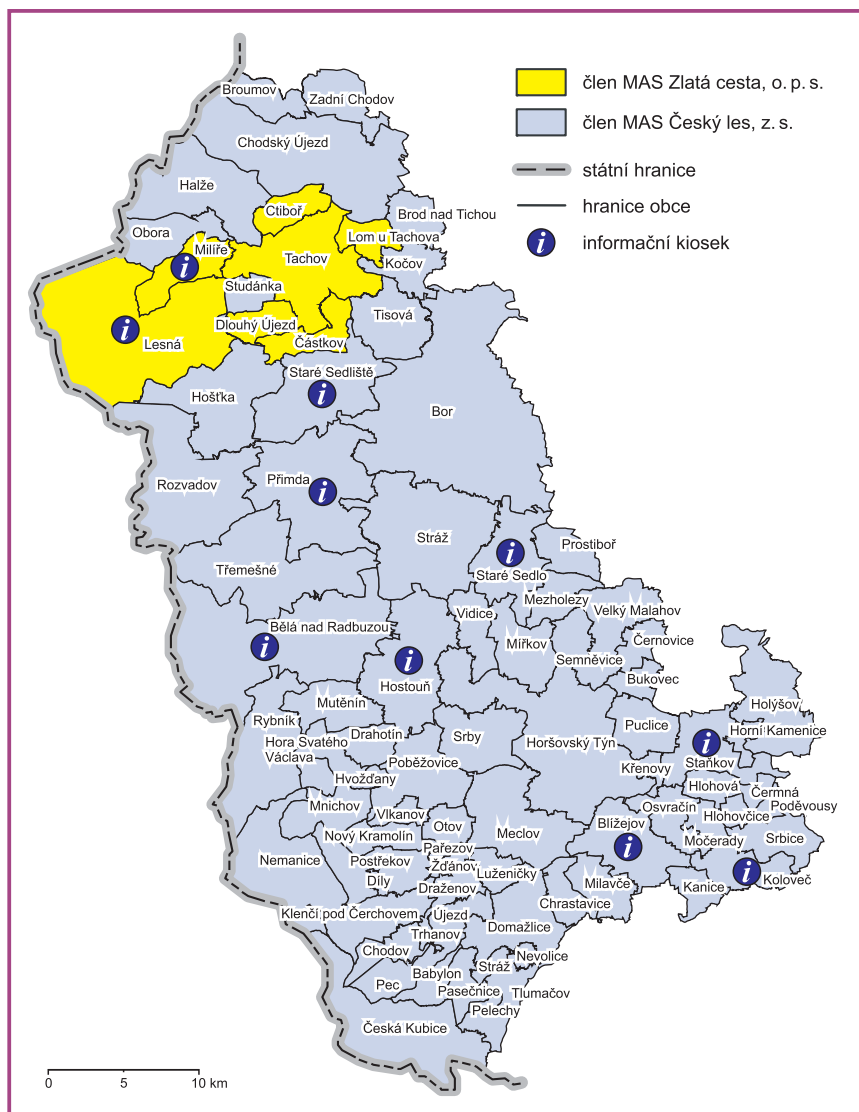 člen MAS Zlatá cesta, o. p. s.
člen MAS Český les, z. s.
státní hranice
hranice obce
i informační kiosek
Broumov
Zadní Chodov
Chodský Újezd
Halže
Ctiboř
Brod nad Tichou
Obora
Milíře
i
Lom u Tachova
Tachov
Kočov
Studánka
Tisová
i
Lesná
Dlouhý Újezd
Částkov
Staré Sedliště
i
Hošťka
Bor
Rozvadov
Přimda
i
Stráž
i
Prostiboř
Třemešné
Staré Sedlo
Mezholezy
Vidice
Velký Malahov
Bělá nad Radbuzou
i
Mířkov
Černovice
Semněvice
i
Hostouň
Bukovec
Mutěnín
Holýšov
Rybník
Puclice
Horní Kamenice
Hora Svatého
Václava
Drahotín
Srby
Horšovský Týn
i
Staňkov
Poběžovice
Křenovy
Hvožďany
Hlohová
Čermná
Mnichov
Vlkanov
Osvračín
Poděvousy
Hlohovčice
Nový Kramolín
Otov
Meclov
Blížejov
i
Močerady
Srbice
Pařezov
Nemanice
Postřekov
Žďánov
Luženičky
i
Koloveč
Díly
Draženov
Milavče
Kanice
Chrastavice
Klenčí pod Čerchovem
Újezd
Domažlice
Trhanov
Chodov
Nevolice
Babylon
Stráž
Pec
Pasečnice
Tlumačov
Pelechy
Česká Kubice
0 5 10 km